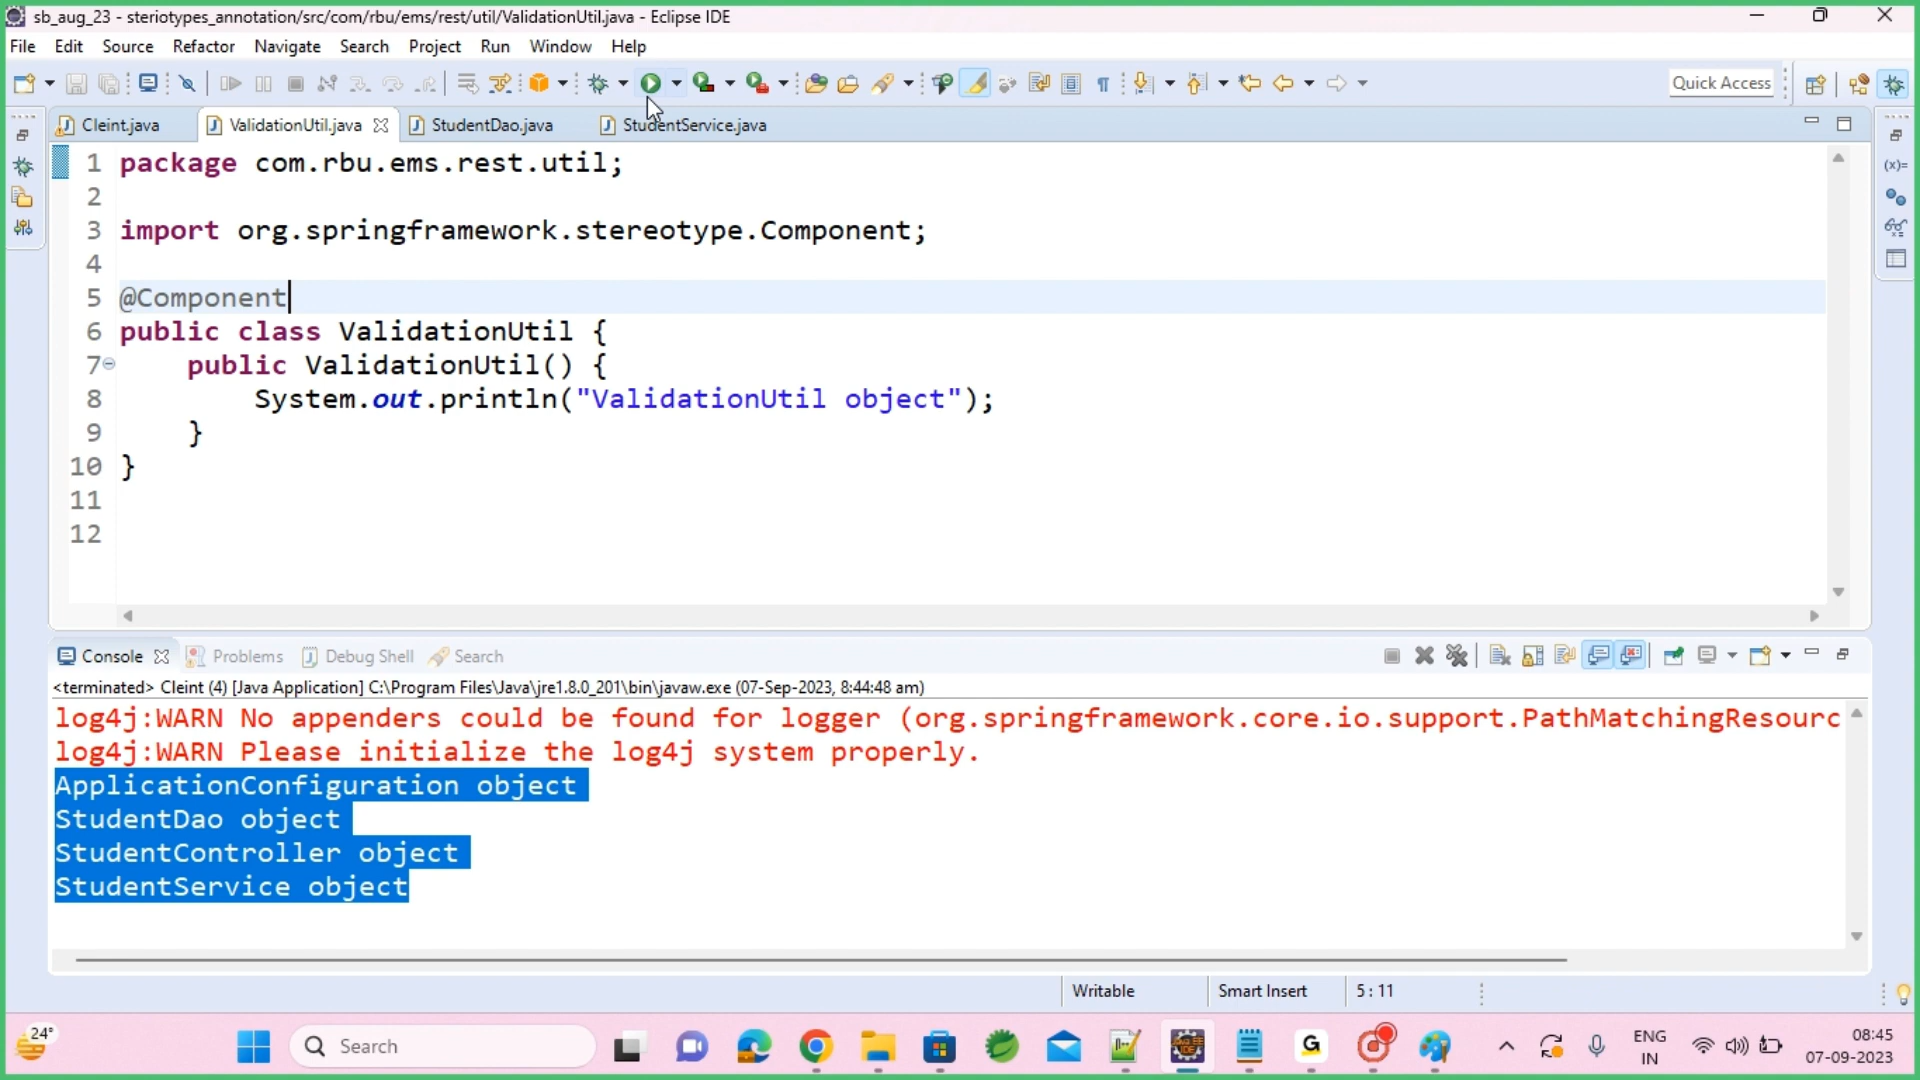 sb_aug_23 - steriotypes_annotation/src/com/rbu/ems/rest/util/ValidationUtil.java - Eclipse IDE
File Edit Source Refactor Navigate Search Project Run Window Help
Quick Access
Cleint.java ValidationUtil.java StudentDao.java StudentService.java
1 package com.rbu.ems.rest.util;
2
3 import org.springframework.stereotype.Component;
4
5 @Component
6 public class ValidationUtil {
7 public ValidationUtil() {
8 System.out.println("ValidationUtil object");
9 }
10 }
11
12
Console Problems Debug Shell Search
<terminated> Cleint (4) [Java Application] C:\Program Files\Java\jre1.8.0_201\bin\javaw.exe (07-Sep-2023, 8:44:48 am)
log4j:WARN No appenders could be found for logger (org.springframework.core.io.support.PathMatchingResourc
log4j:WARN Please initialize the log4j system properly.
ApplicationConfiguration object
StudentDao object
StudentController object
StudentService object
Writable Smart Insert 5 : 11
24° Search ENG 08:45
IN 07-09-2023